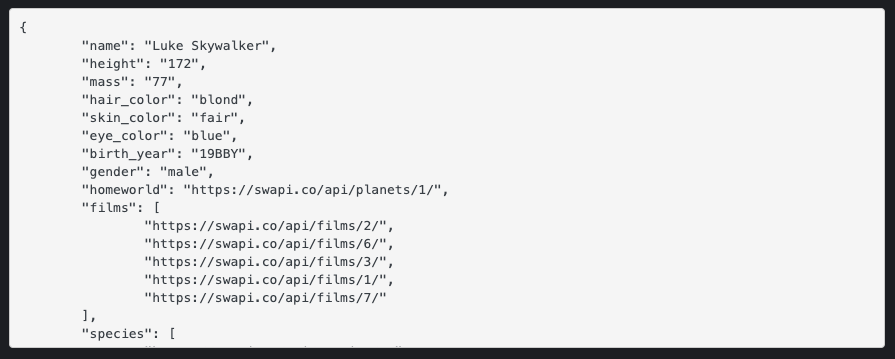 {
"name": "Luke Skywalker",
"height": "172",
"mass": "77",
"hair_color": "blond",
"skin_color": "fair",
"eye_color": "blue",
"birth_year": "19BBY",
"gender": "male",
"homeworld": "https://swapi.co/api/planets/1/",
"films": [
"https://swapi.co/api/films/2/",
"https://swapi.co/api/films/6/",
"https://swapi.co/api/films/3/",
"https://swapi.co/api/films/1/",
"https://swapi.co/api/films/7/"
],
"species": [